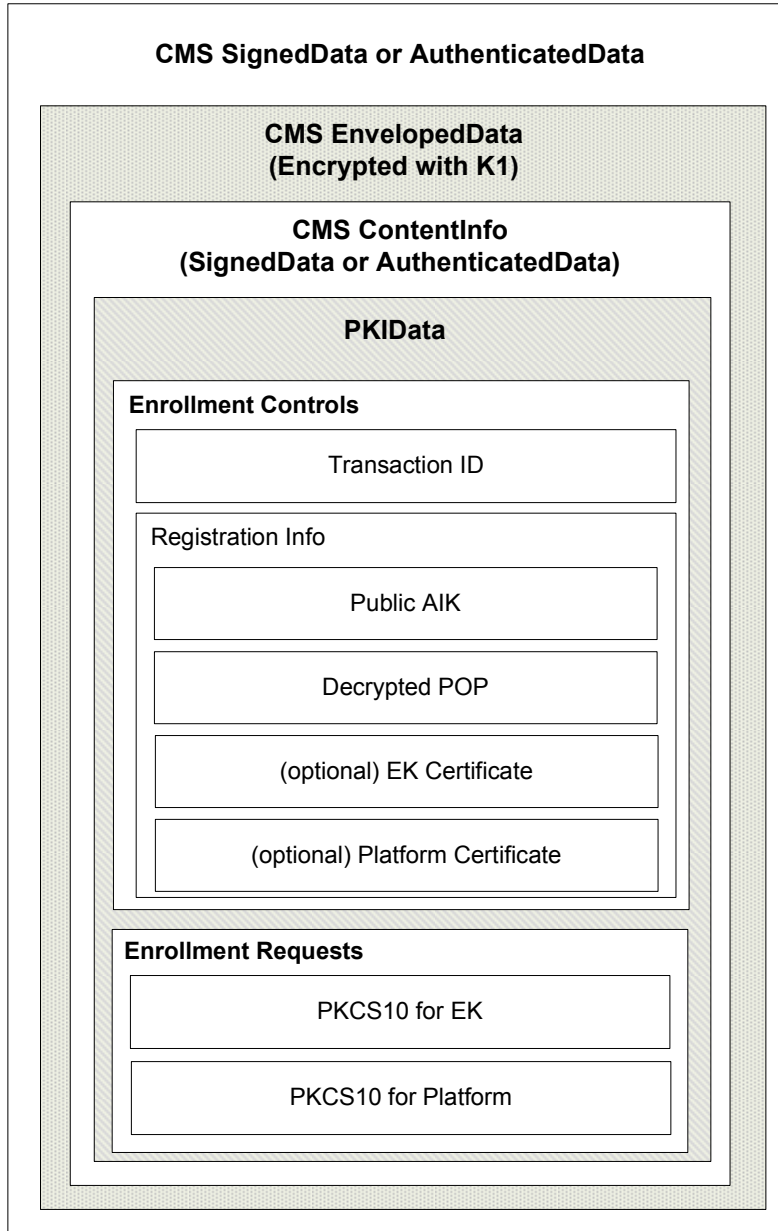 CMS SignedData or AuthenticatedData
CMS EnvelopedData
(Encrypted with K1)
CMS ContentInfo
(SignedData or AuthenticatedData)
PKIData
Enrollment Controls
Transaction ID
Registration Info
Public AIK
Decrypted POP
(optional) EK Certificate
(optional) Platform Certificate
Enrollment Requests
PKCS10 for EK
PKCS10 for Platform